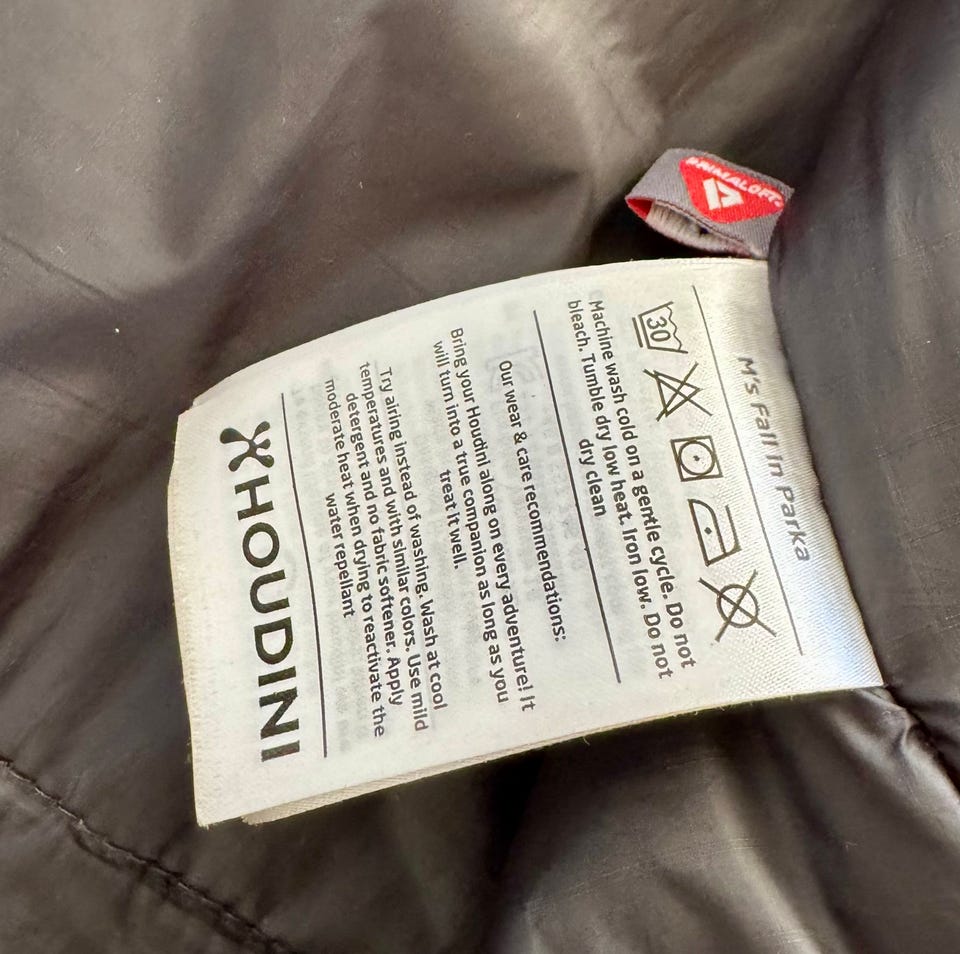 PRIMALOFT
M's Fall in Parka
30
Machine wash cold on a gentle cycle. Do not
bleach. Tumble dry low heat. Iron low. Do not
dry clean
Our wear & care recommendations:
Bring your Houdini along on every adventure! It
will turn into a true companion as long as you
treat it well.
Try airing instead of washing. Wash at cool
temperatures and with similar colors. Use mild
detergent and no fabric softener. Apply
moderate heat when drying to reactivate the
water repellant
HOUDINI